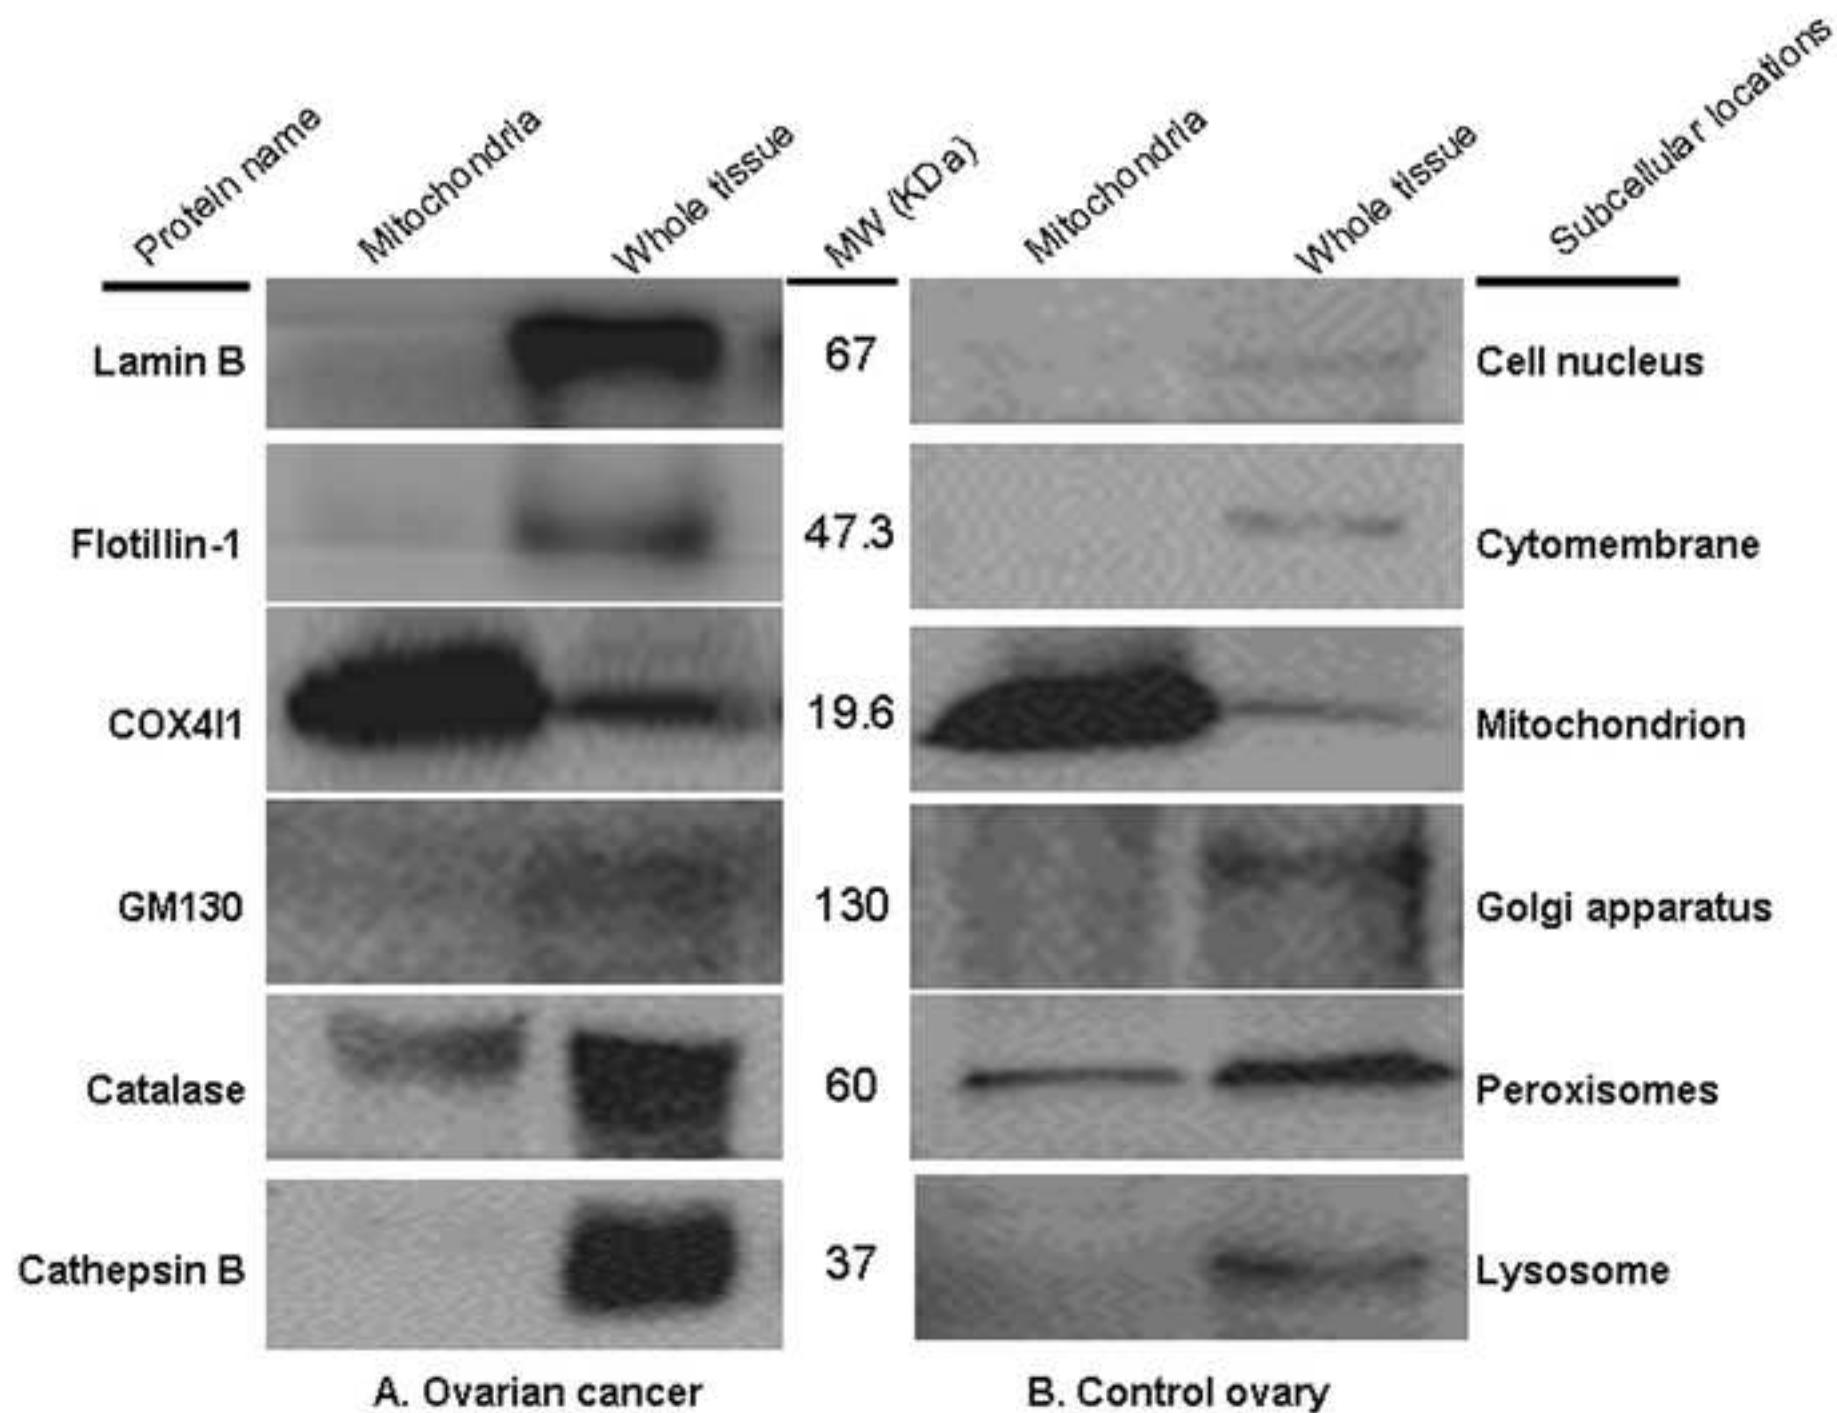 Protein name
Mitochondria
Whole tissue
MW (KDa)
Mitochondria
Whole tissue
Subcellular locations
Lamin B
67
Cell nucleus
Flotillin-1
47.3
Cytomembrane
COX4I1
19.6
Mitochondrion
GM130
130
Golgi apparatus
Catalase
60
Peroxisomes
Cathepsin B
37
Lysosome
A. Ovarian cancer
B. Control ovary